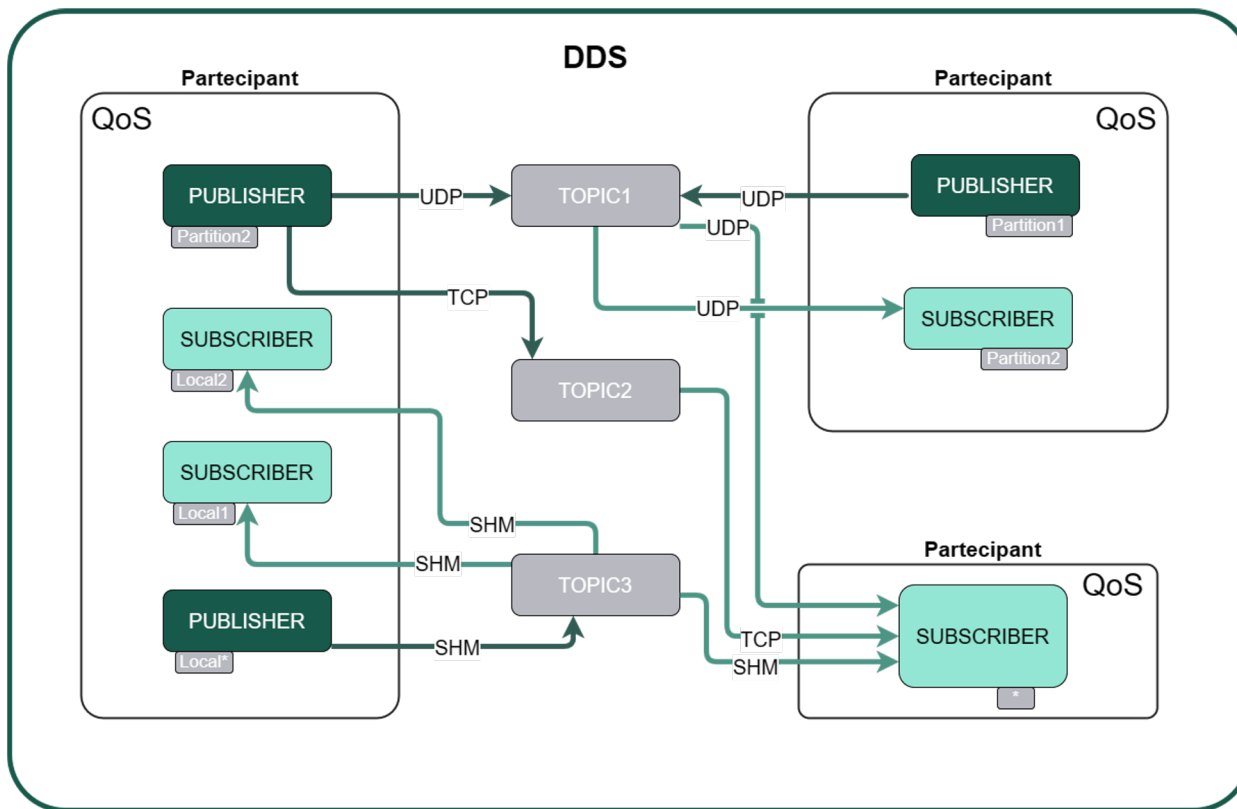 DDS
Partecipant
QoS
PUBLISHER
Partition2
SUBSCRIBER
Local2
SUBSCRIBER
Local1
PUBLISHER
Local*
UDP
TCP
SHM
SHM
SHM
TOPIC1
TOPIC2
TOPIC3
UDP
UDP
UDP
TCP
SHM
Partecipant
QoS
PUBLISHER
Partition1
SUBSCRIBER
Partition2
Partecipant
QoS
SUBSCRIBER
*